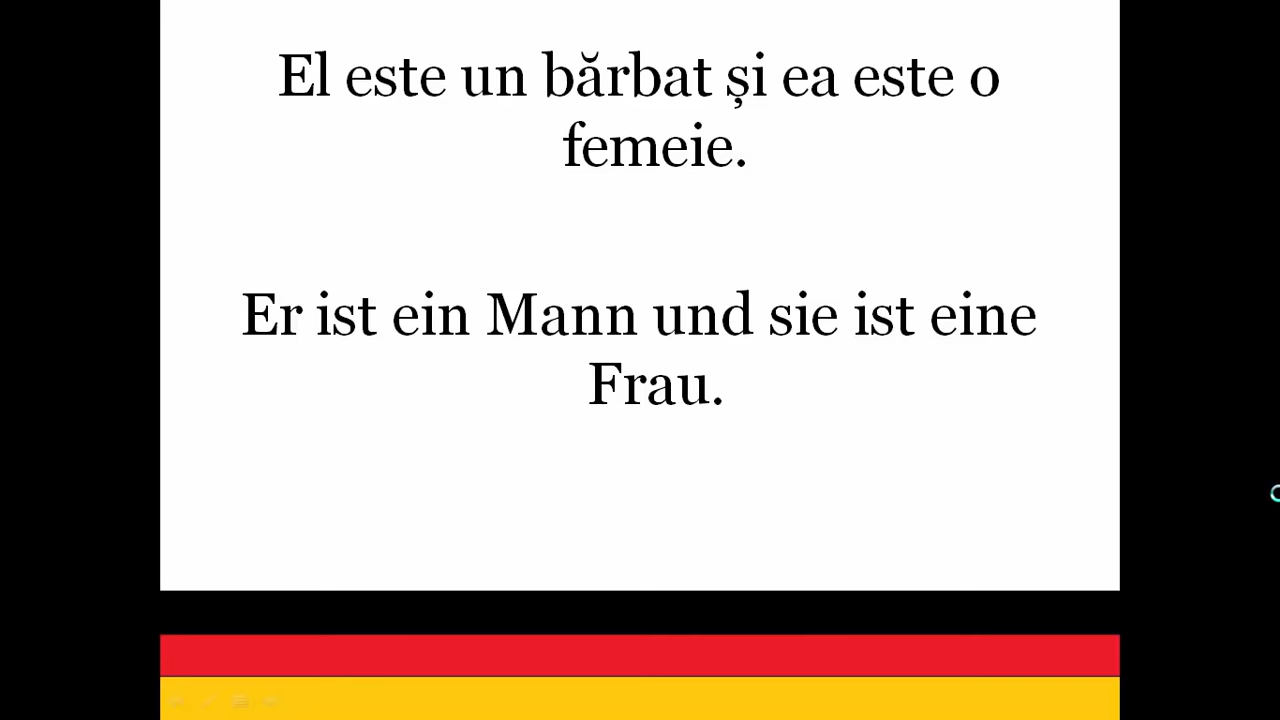 El este un bărbat și ea este o
femeie.
Er ist ein Mann und sie ist eine
Frau.